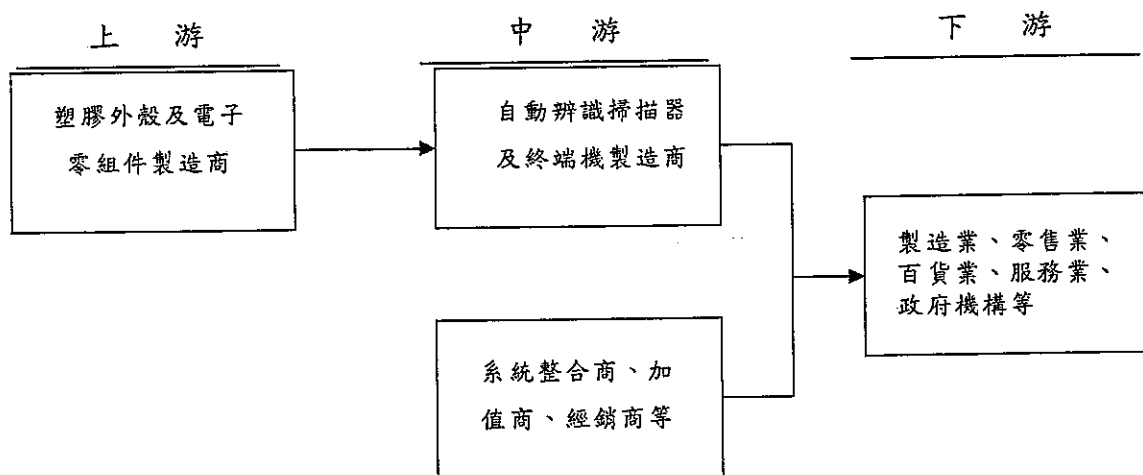 上 游
中 游
下 游
塑膠外殼及電子
零組件製造商
自動辨識掃描器
及終端機製造商
製造業、零售業、
百貨業、服務業、
政府機構等
系統整合商、加
值商、經銷商等